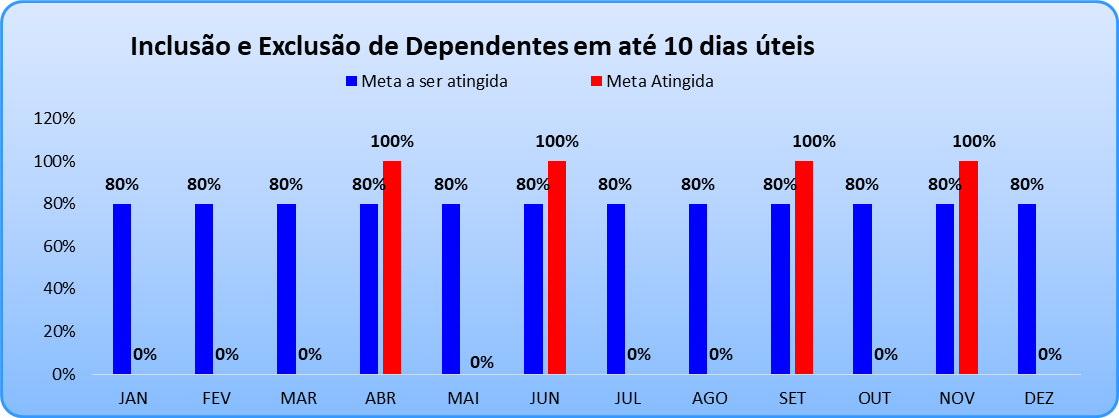 Inclusão e Exclusão de Dependentes em até 10 dias úteis
Meta a ser atingida Meta Atingida
120%
100% 100% 100% 100% 100%
80% 80% 80% 80% 80% 80% 80% 80% 80% 80% 80% 80%
80%
60%
40%
20%
0% 0% 0% 0% 0% 0% 0% 0%
0%
JAN FEV MAR ABR MAI JUN JUL AGO SET OUT NOV DEZ